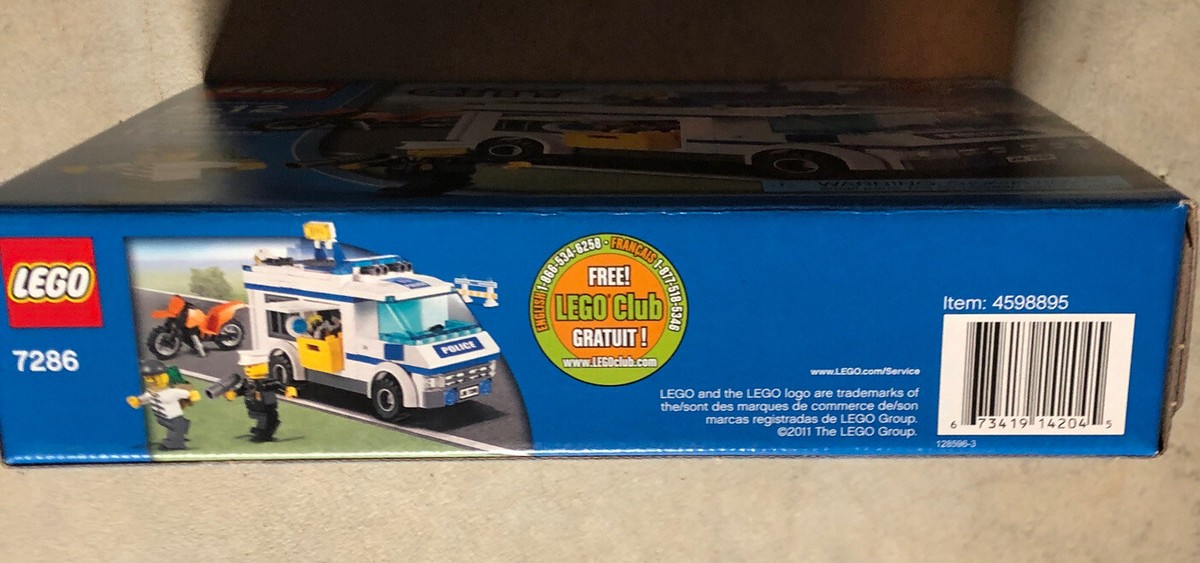 LEGO
7286
POLICE
ENGLISH 1-866-534-6258 • FRANÇAIS 1-877-518-5346
FREE!
LEGO Club
GRATUIT !
www.LEGOclub.com
www.LEGO.com/Service
LEGO and the LEGO logo are trademarks of
the/sont des marques de commerce de/son
marcas registradas de LEGO Group.
©2011 The LEGO Group.
Item: 4598895
6 73419 14204 5
128596-3